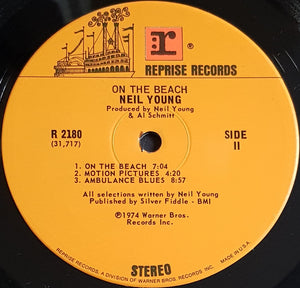 r:
REPRISE RECORDS
ON THE BEACH
NEIL YOUNG
Produced by Neil Young
& Al Schmitt
R 2180
(31,717)
SIDE
II
1. ON THE BEACH 7:04
2. MOTION PICTURES 4:20
3. AMBULANCE BLUES 8:57
All selections written by Neil Young
Published by Silver Fiddle - BMI
℗1974 Warner Bros.
Records Inc.
STEREO
REPRISE RECORDS, A DIVISION OF WARNER BROS. RECORDS INC. MADE IN U.S.A.